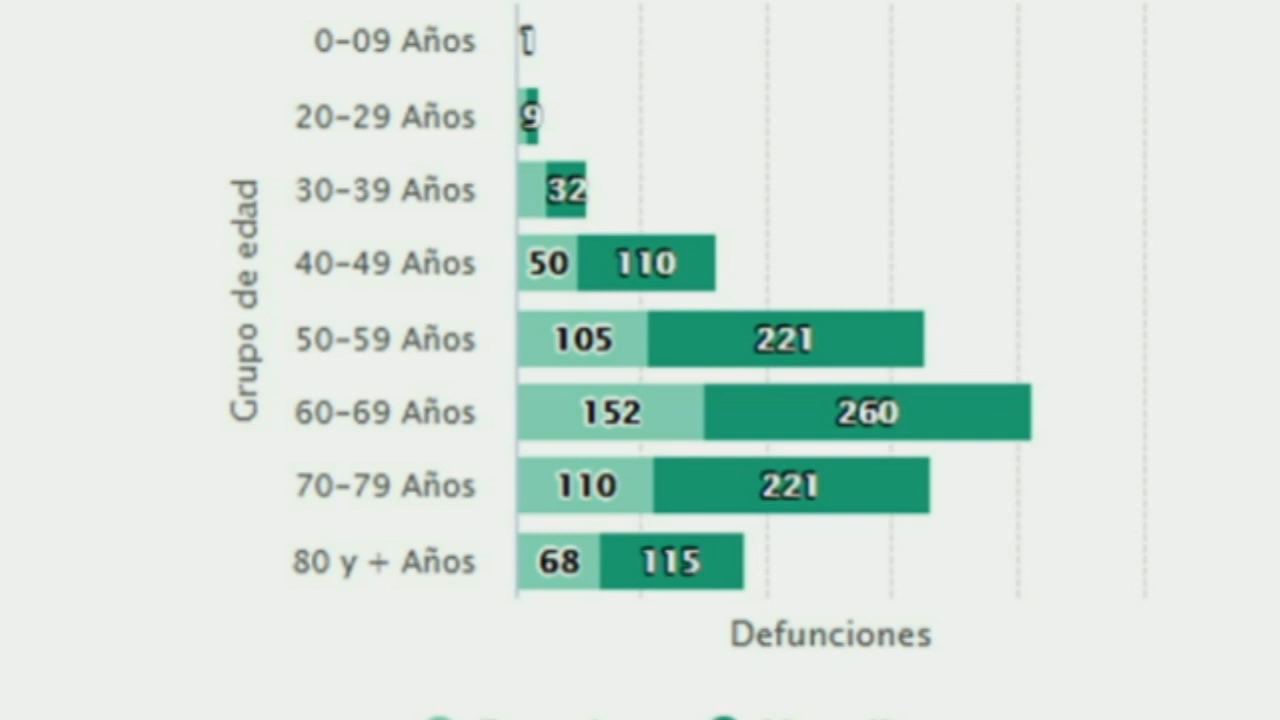 0-09 Años 1
20-29 Años 9
30-39 Años 32
40-49 Años 50 110
50-59 Años 105 221
60-69 Años 152 260
70-79 Años 110 221
80 y + Años 68 115
Grupo de edad
Defunciones